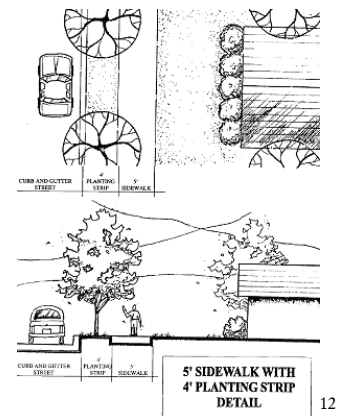 CURB AND GUTTER
STREET
4'
PLANTING
STRIP
5'
SIDEWALK
CURB AND GUTTER
STREET
4'
PLANTING
STRIP
5'
SIDEWALK
5' SIDEWALK WITH
4' PLANTING STRIP
DETAIL
12